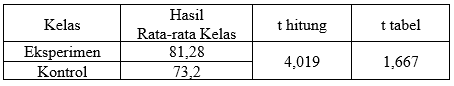 Kelas Hasil Rata-rata Kelas t hitung t tabel
Eksperimen 81,28 4,019 1,667
Kontrol 73,2